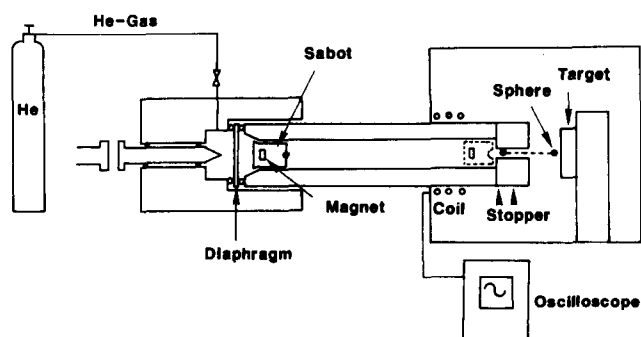 He-Gas
Sabot
Target
Sphere
He
Magnet
Coil
Stopper
Diaphragm
Oscilloscope